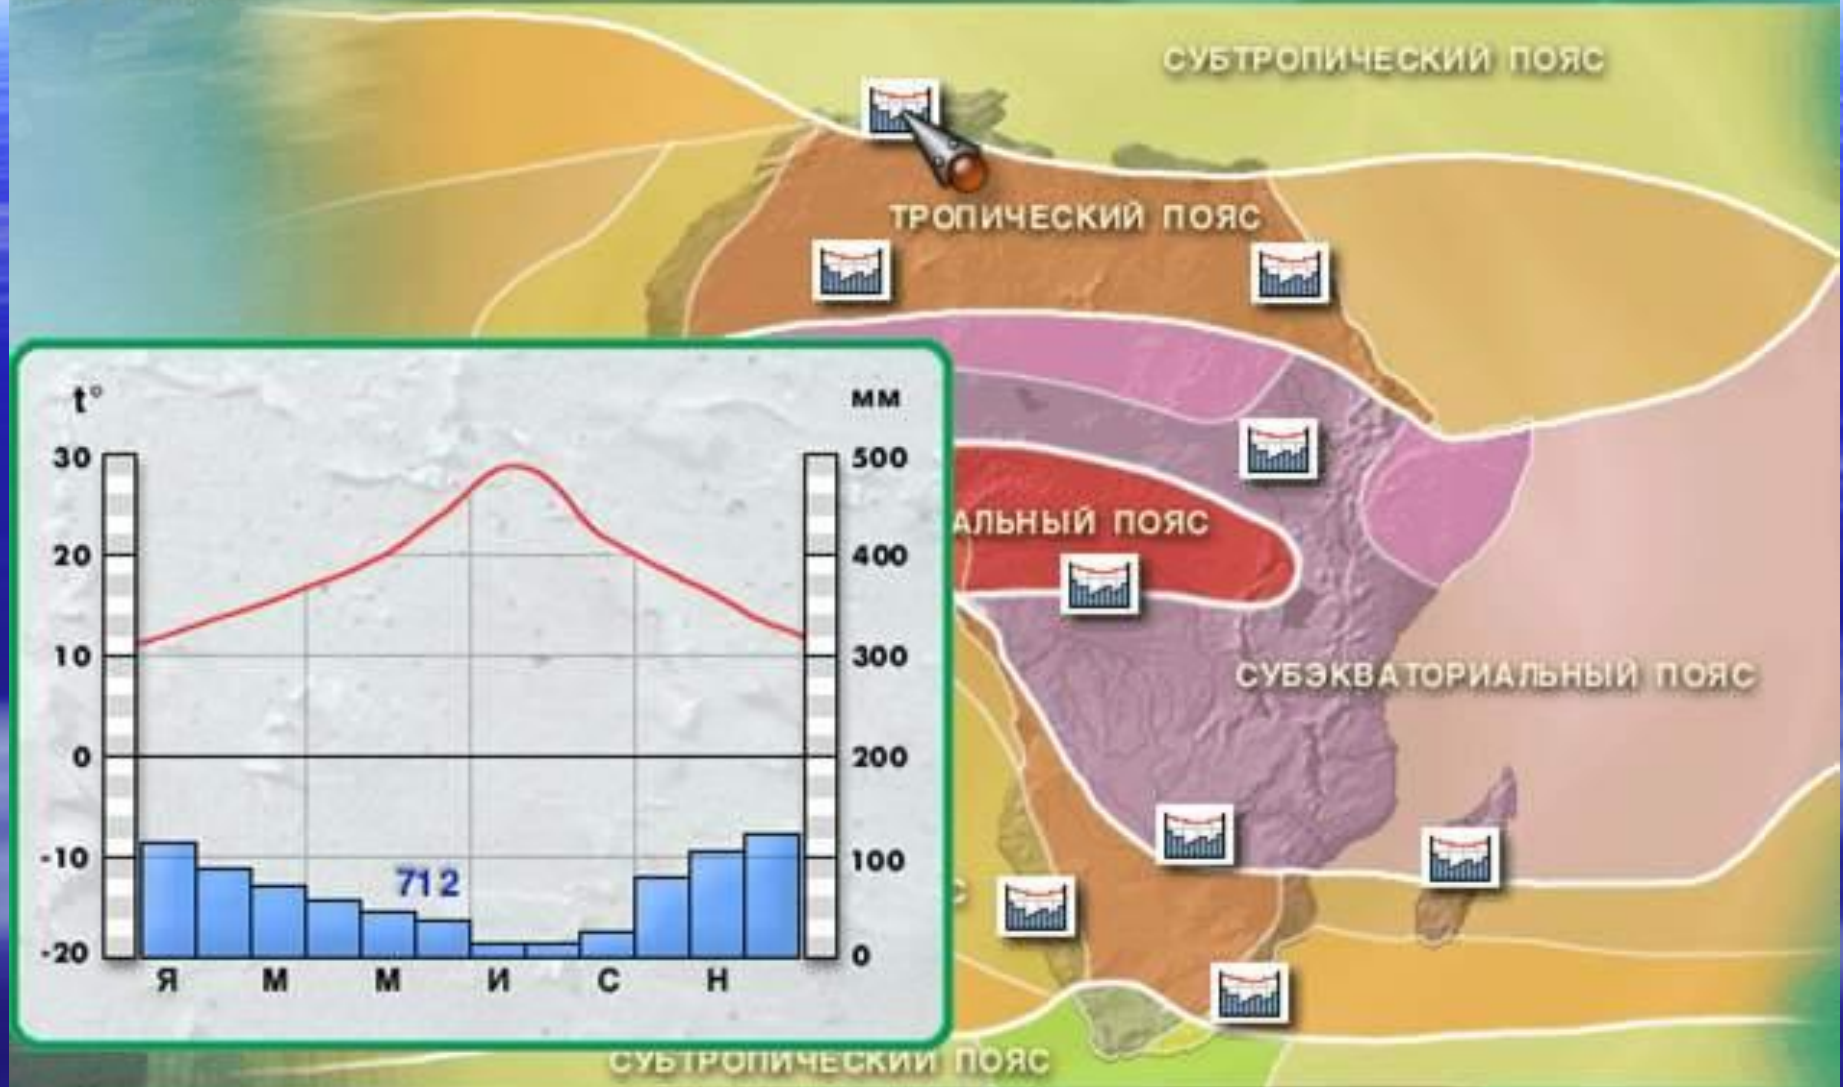 СУБТРОПИЧЕСКИЙ ПОЯС
ТРОПИЧЕСКИЙ ПОЯС
АЛЬНЫЙ ПОЯС
СУБЭКВАТОРИАЛЬНЫЙ ПОЯС
С
СУБТРОПИЧЕСКИЙ ПОЯС
t° мм
30 500
20 400
10 300
0 200
-10 100
712
-20 0
Я М М И С Н